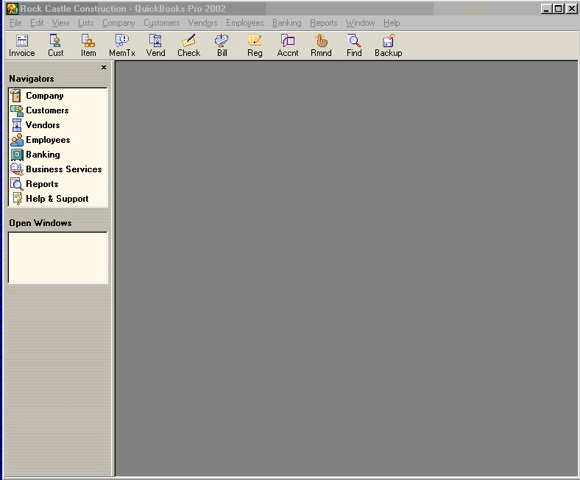 Rock Castle Construction - QuickBooks Pro 2002
File Edit View Lists Company Customers Vendors Employees Banking Reports Window Help
Invoice Cust Item MemTx Vend Check Bill Reg Accnt Rmnd Find Backup
Navigators
Company
Customers
Vendors
Employees
Banking
Business Services
Reports
Help & Support
Open Windows